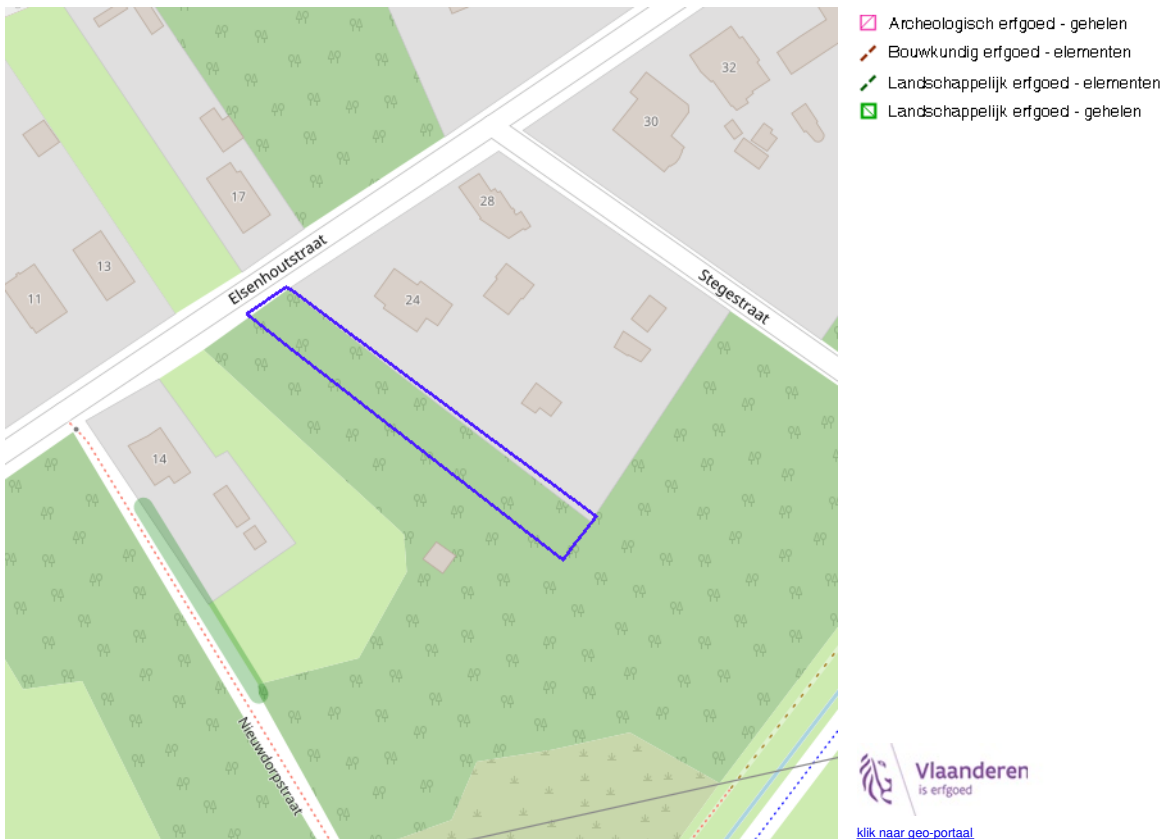 Archeologisch erfgoed - gehelen
Bouwkundig erfgoed - elementen
Landschappelijk erfgoed - elementen
Landschappelijk erfgoed - gehelen
32
30
17
28
13
Elsenhoutstraat
Stegestraat
11
24
14
Nieuwdorpstraat
Vlaanderen
is erfgoed
klik naar geo-portaal